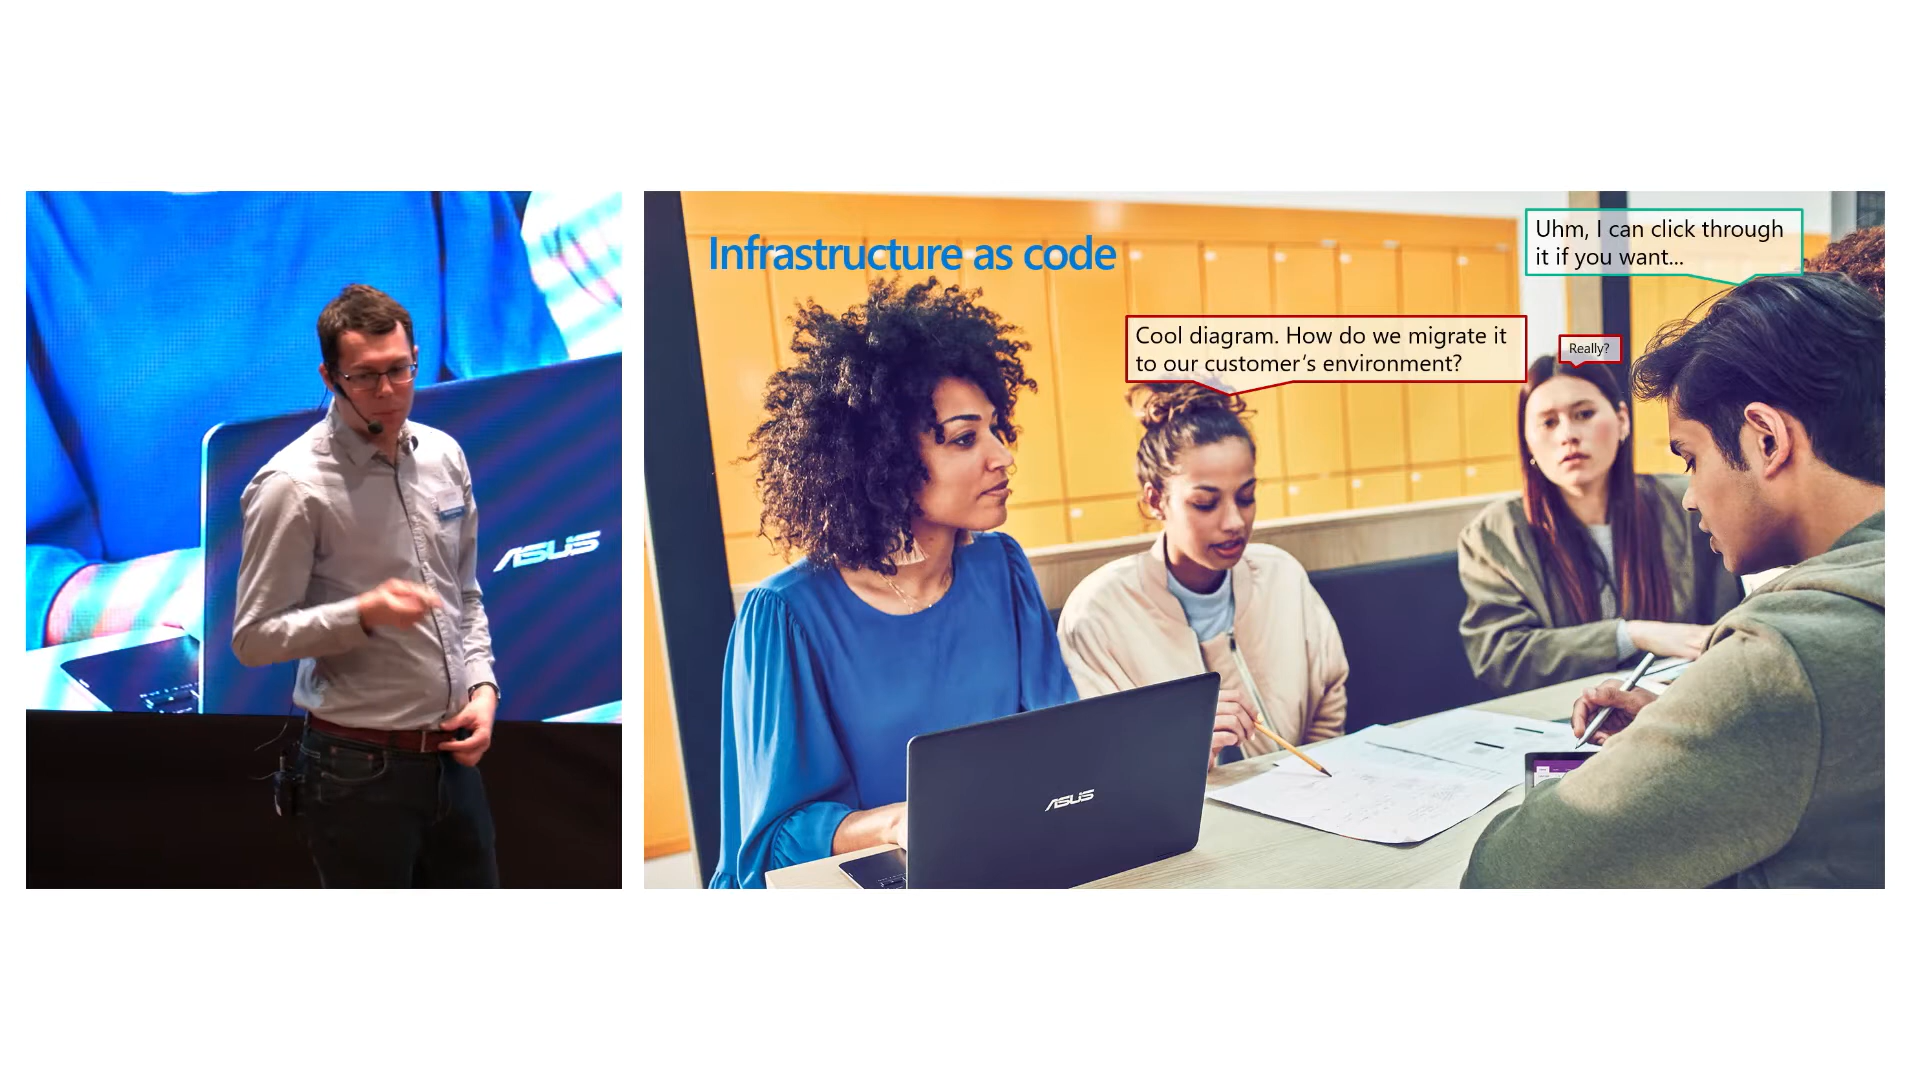 ASUS
Infrastructure as code
Uhm, I can click through
it if you want...
Cool diagram. How do we migrate it
to our customer's environment?
Really?
ASUS